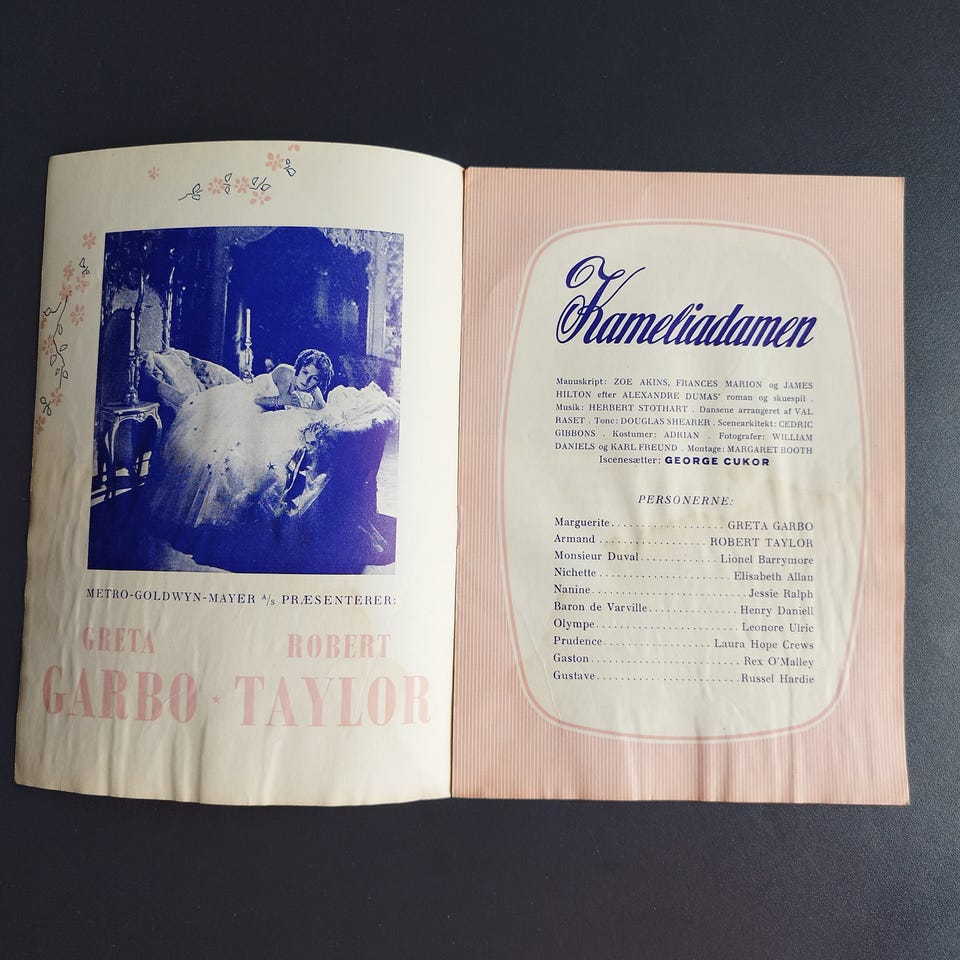 METRO-GOLDWYN-MAYER A/s PRÆSENTERER:
GRETA ROBERT
GARBO * TAYLOR
Kameliadamen
Manuskript: ZOE AKINS, FRANCES MARION og JAMES
HILTON efter ALEXANDRE DUMAS' roman og skuespil .
Musik: HERBERT STOTHART . Dansene arrangeret af VAL
RASET . Tone: DOUGLAS SHEARER . Scenearkitekt: CEDRIC
GIBBONS . Kostumer: ADRIAN . Fotografer: WILLIAM
DANIELS og KARL FREUND . Montage: MARGARET BOOTH
Iscenesætter: GEORGE CUKOR
PERSONERNE:
Marguerite.................... GRETA GARBO
Armand .................... ROBERT TAYLOR
Monsieur Duval.............. Lionel Barrymore
Nichette ........................ Elisabeth Allan
Nanine............................ Jessie Ralph
Baron de Varville................ Henry Daniell
Olympe........................ Leonore Ulric
Prudence.................... Laura Hope Crews
Gaston........................... Rex O'Malley
Gustave......................... Russel Hardie